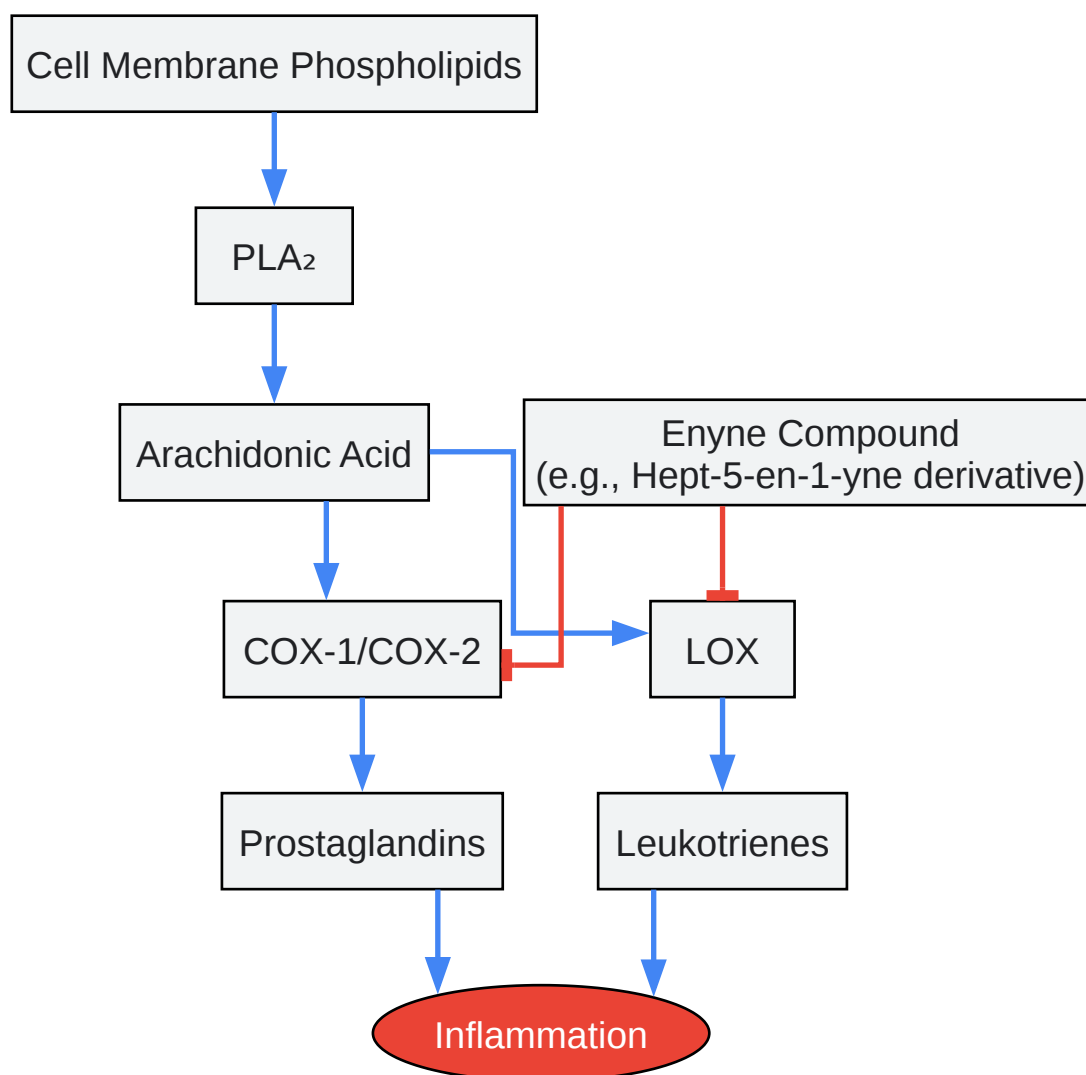 Cell Membrane Phospholipids
PLA₂
Arachidonic Acid
Enyne Compound
(e.g., Hept-5-en-1-yne derivative)
COX-1/COX-2
LOX
Prostaglandins
Leukotrienes
Inflammation